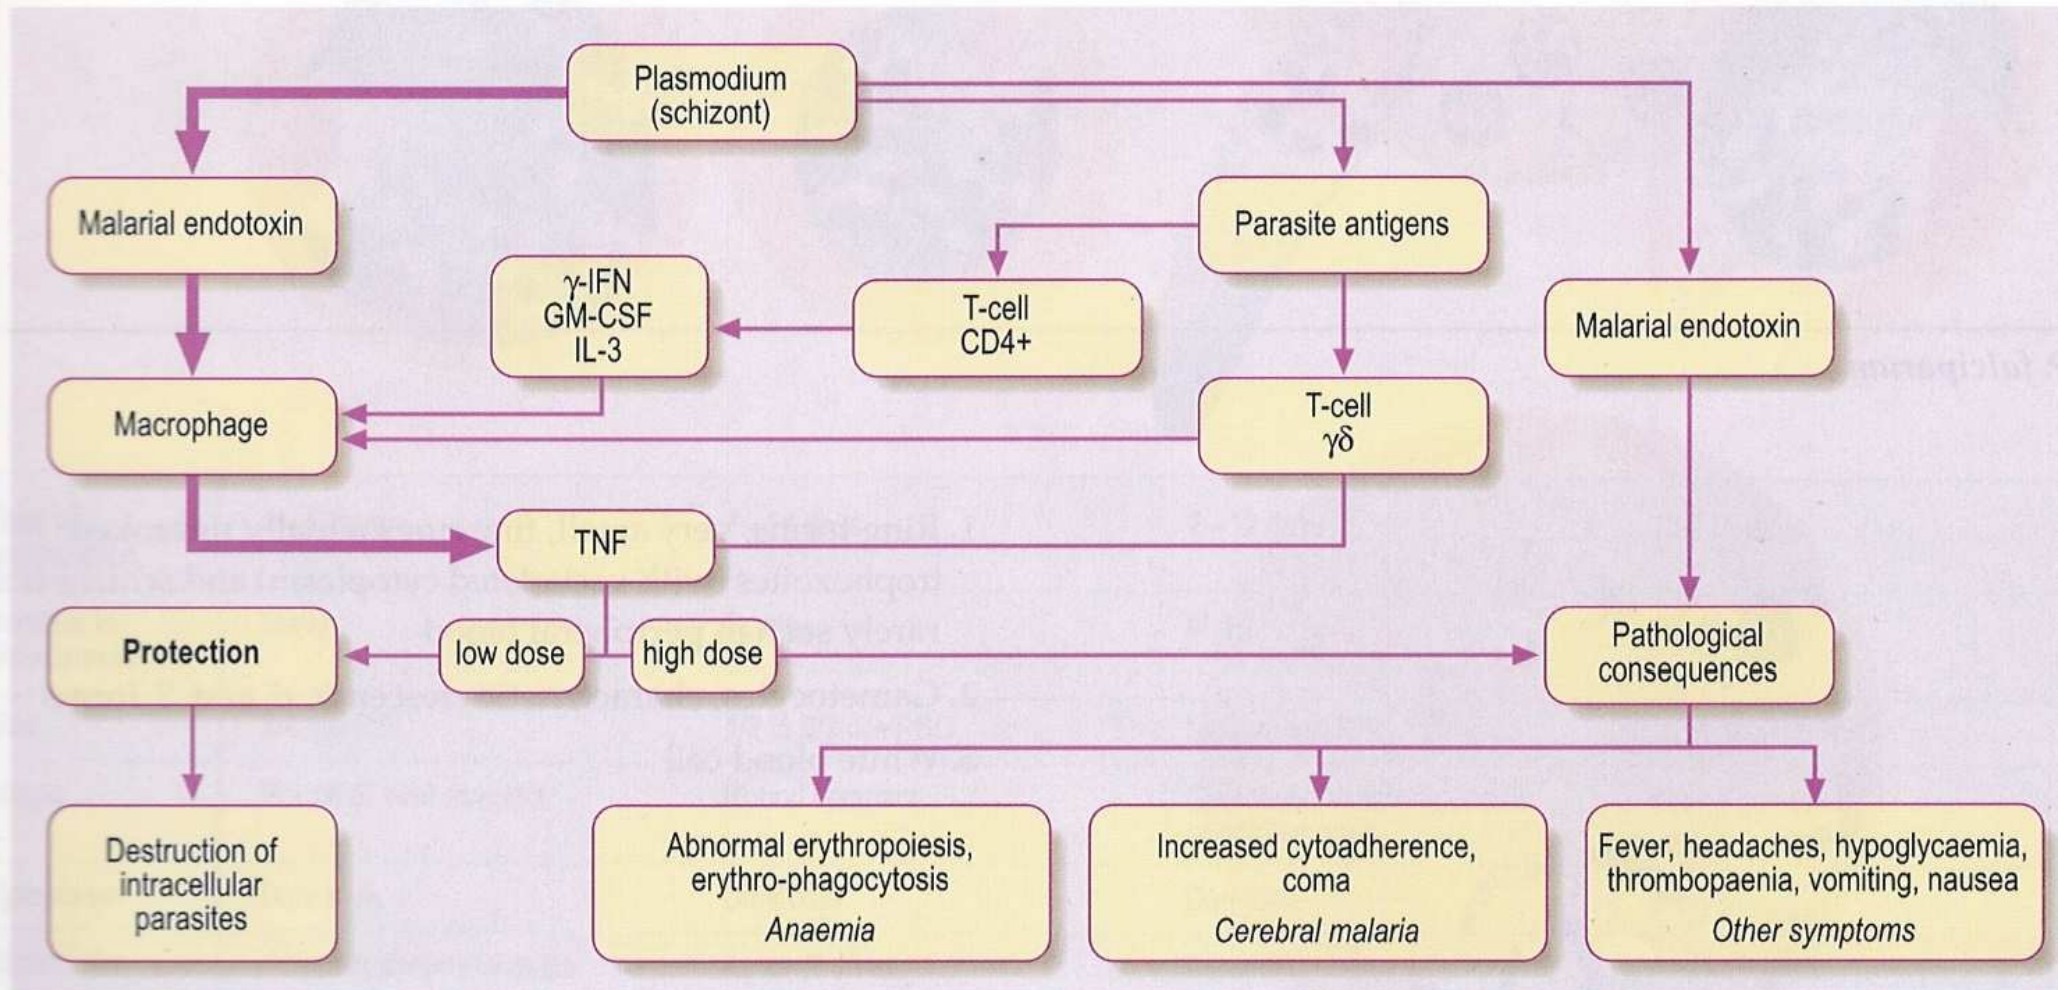 Plasmodium
(schizont)
Malarial endotoxin
Parasite antigens
γ-IFN
GM-CSF
IL-3
T-cell
CD4+
Malarial endotoxin
Macrophage
T-cell
γδ
TNF
Protection
low dose
high dose
Pathological
consequences
Destruction of
intracellular
parasites
Abnormal erythropoiesis,
erythro-phagocytosis
Anaemia
Increased cytoadherence,
coma
Cerebral malaria
Fever, headaches, hypoglycaemia,
thrombopaenia, vomiting, nausea
Other symptoms